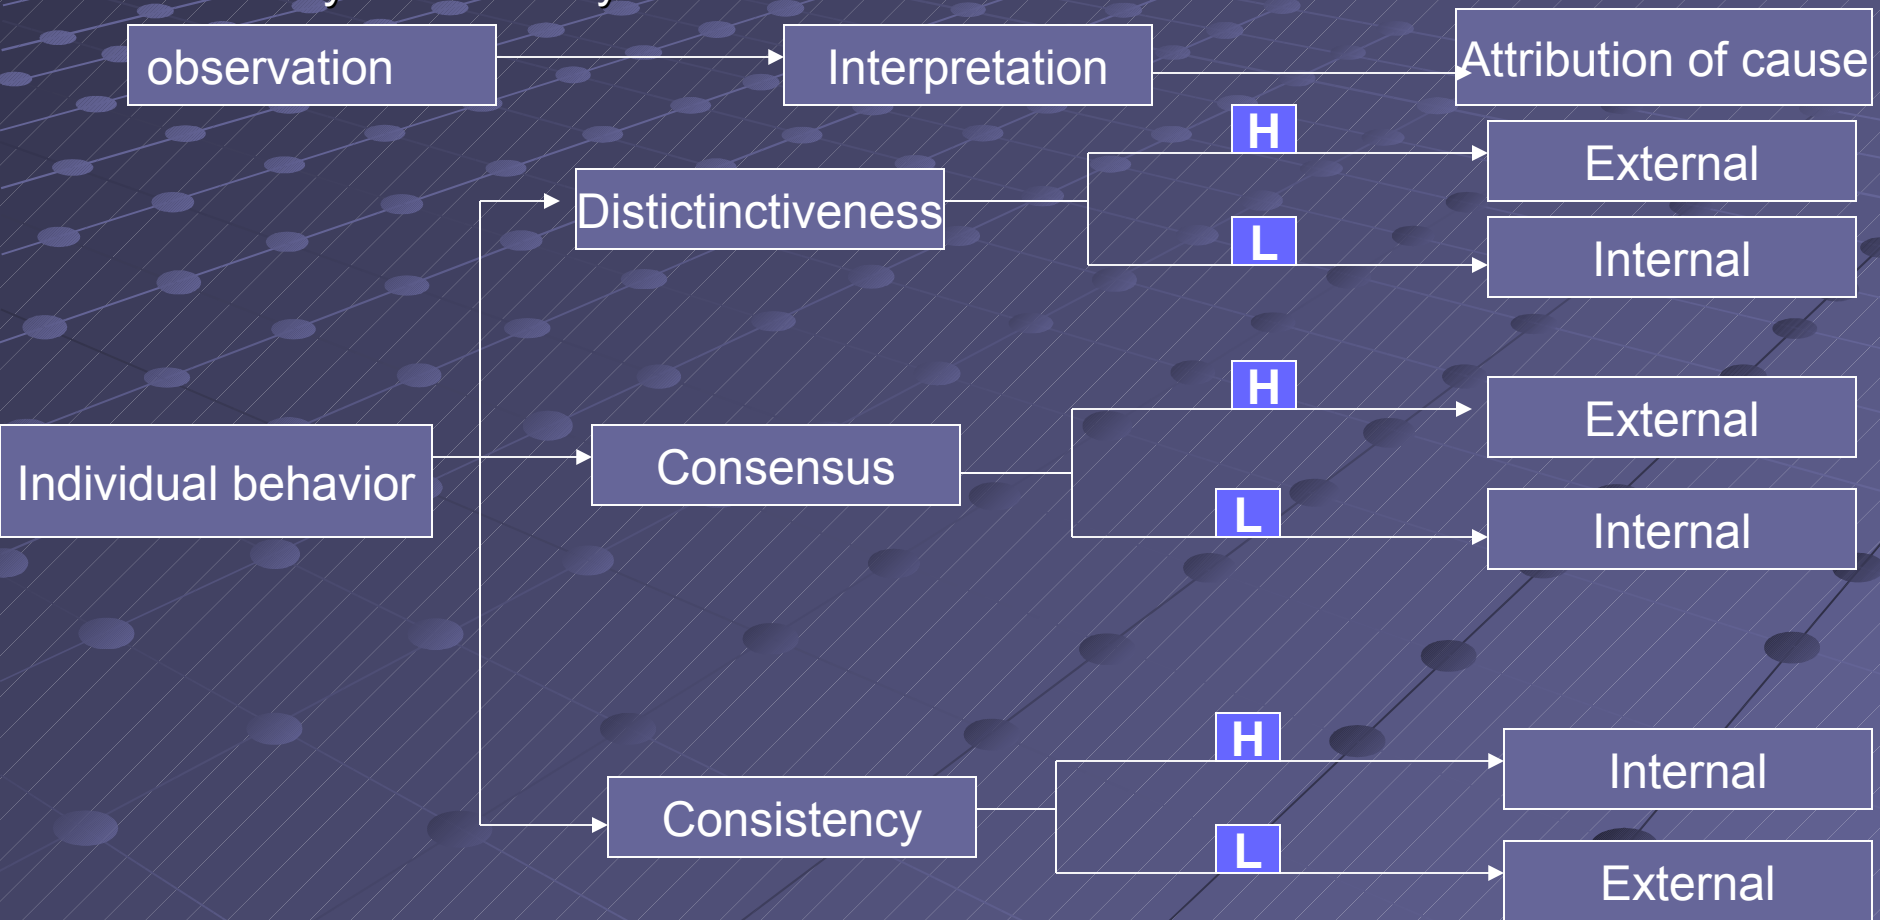 observation
Interpretation
Attribution of cause
H
External
Distictinctiveness
L
Internal
H
External
Individual behavior
Consensus
L
Internal
H
Internal
Consistency
L
External